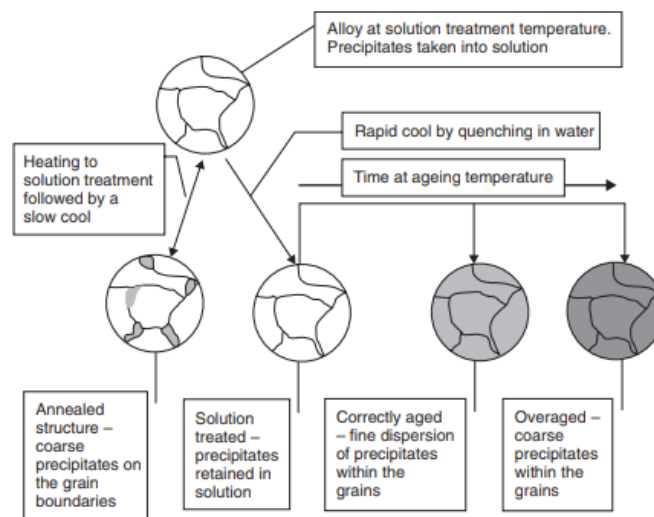 Alloy at solution treatment temperature.
Precipitates taken into solution
Rapid cool by quenching in water
Heating to
solution treatment
followed by a
slow cool
Time at ageing temperature
Annealed
structure –
coarse
precipitates on
the grain
boundaries
Solution
treated –
precipitates
retained in
solution
Correctly aged
– fine dispersion
of precipitates
within the
grains
Overaged –
coarse
precipitates
within the
grains